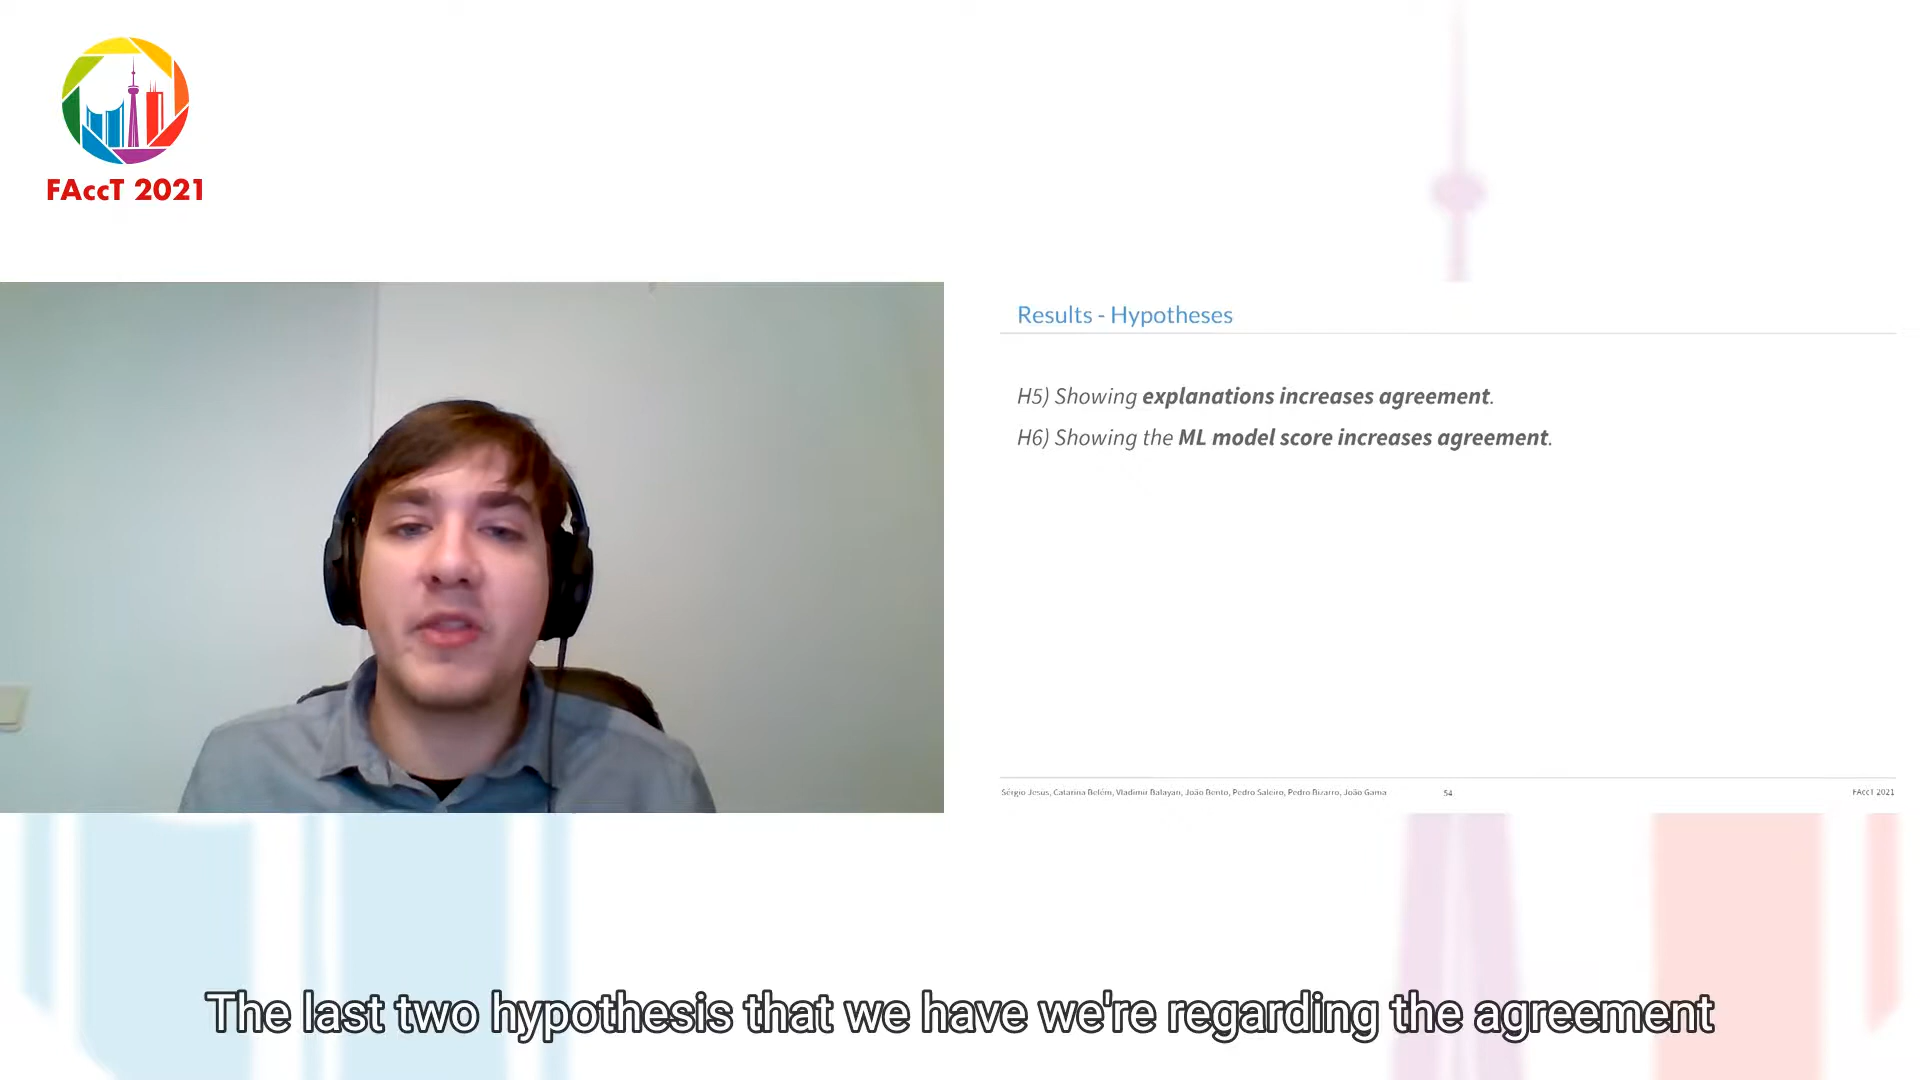 FAccT 2021
Results - Hypotheses
H5) Showing explanations increases agreement.
H6) Showing the ML model score increases agreement.
Sérgio Jesus, Catarina Belém, Vladimir Balayan, João Bento, Pedro Saleiro, Pedro Bizarro, João Gama
54
FAccT 2021
The last two hypothesis that we have we're regarding the agreement